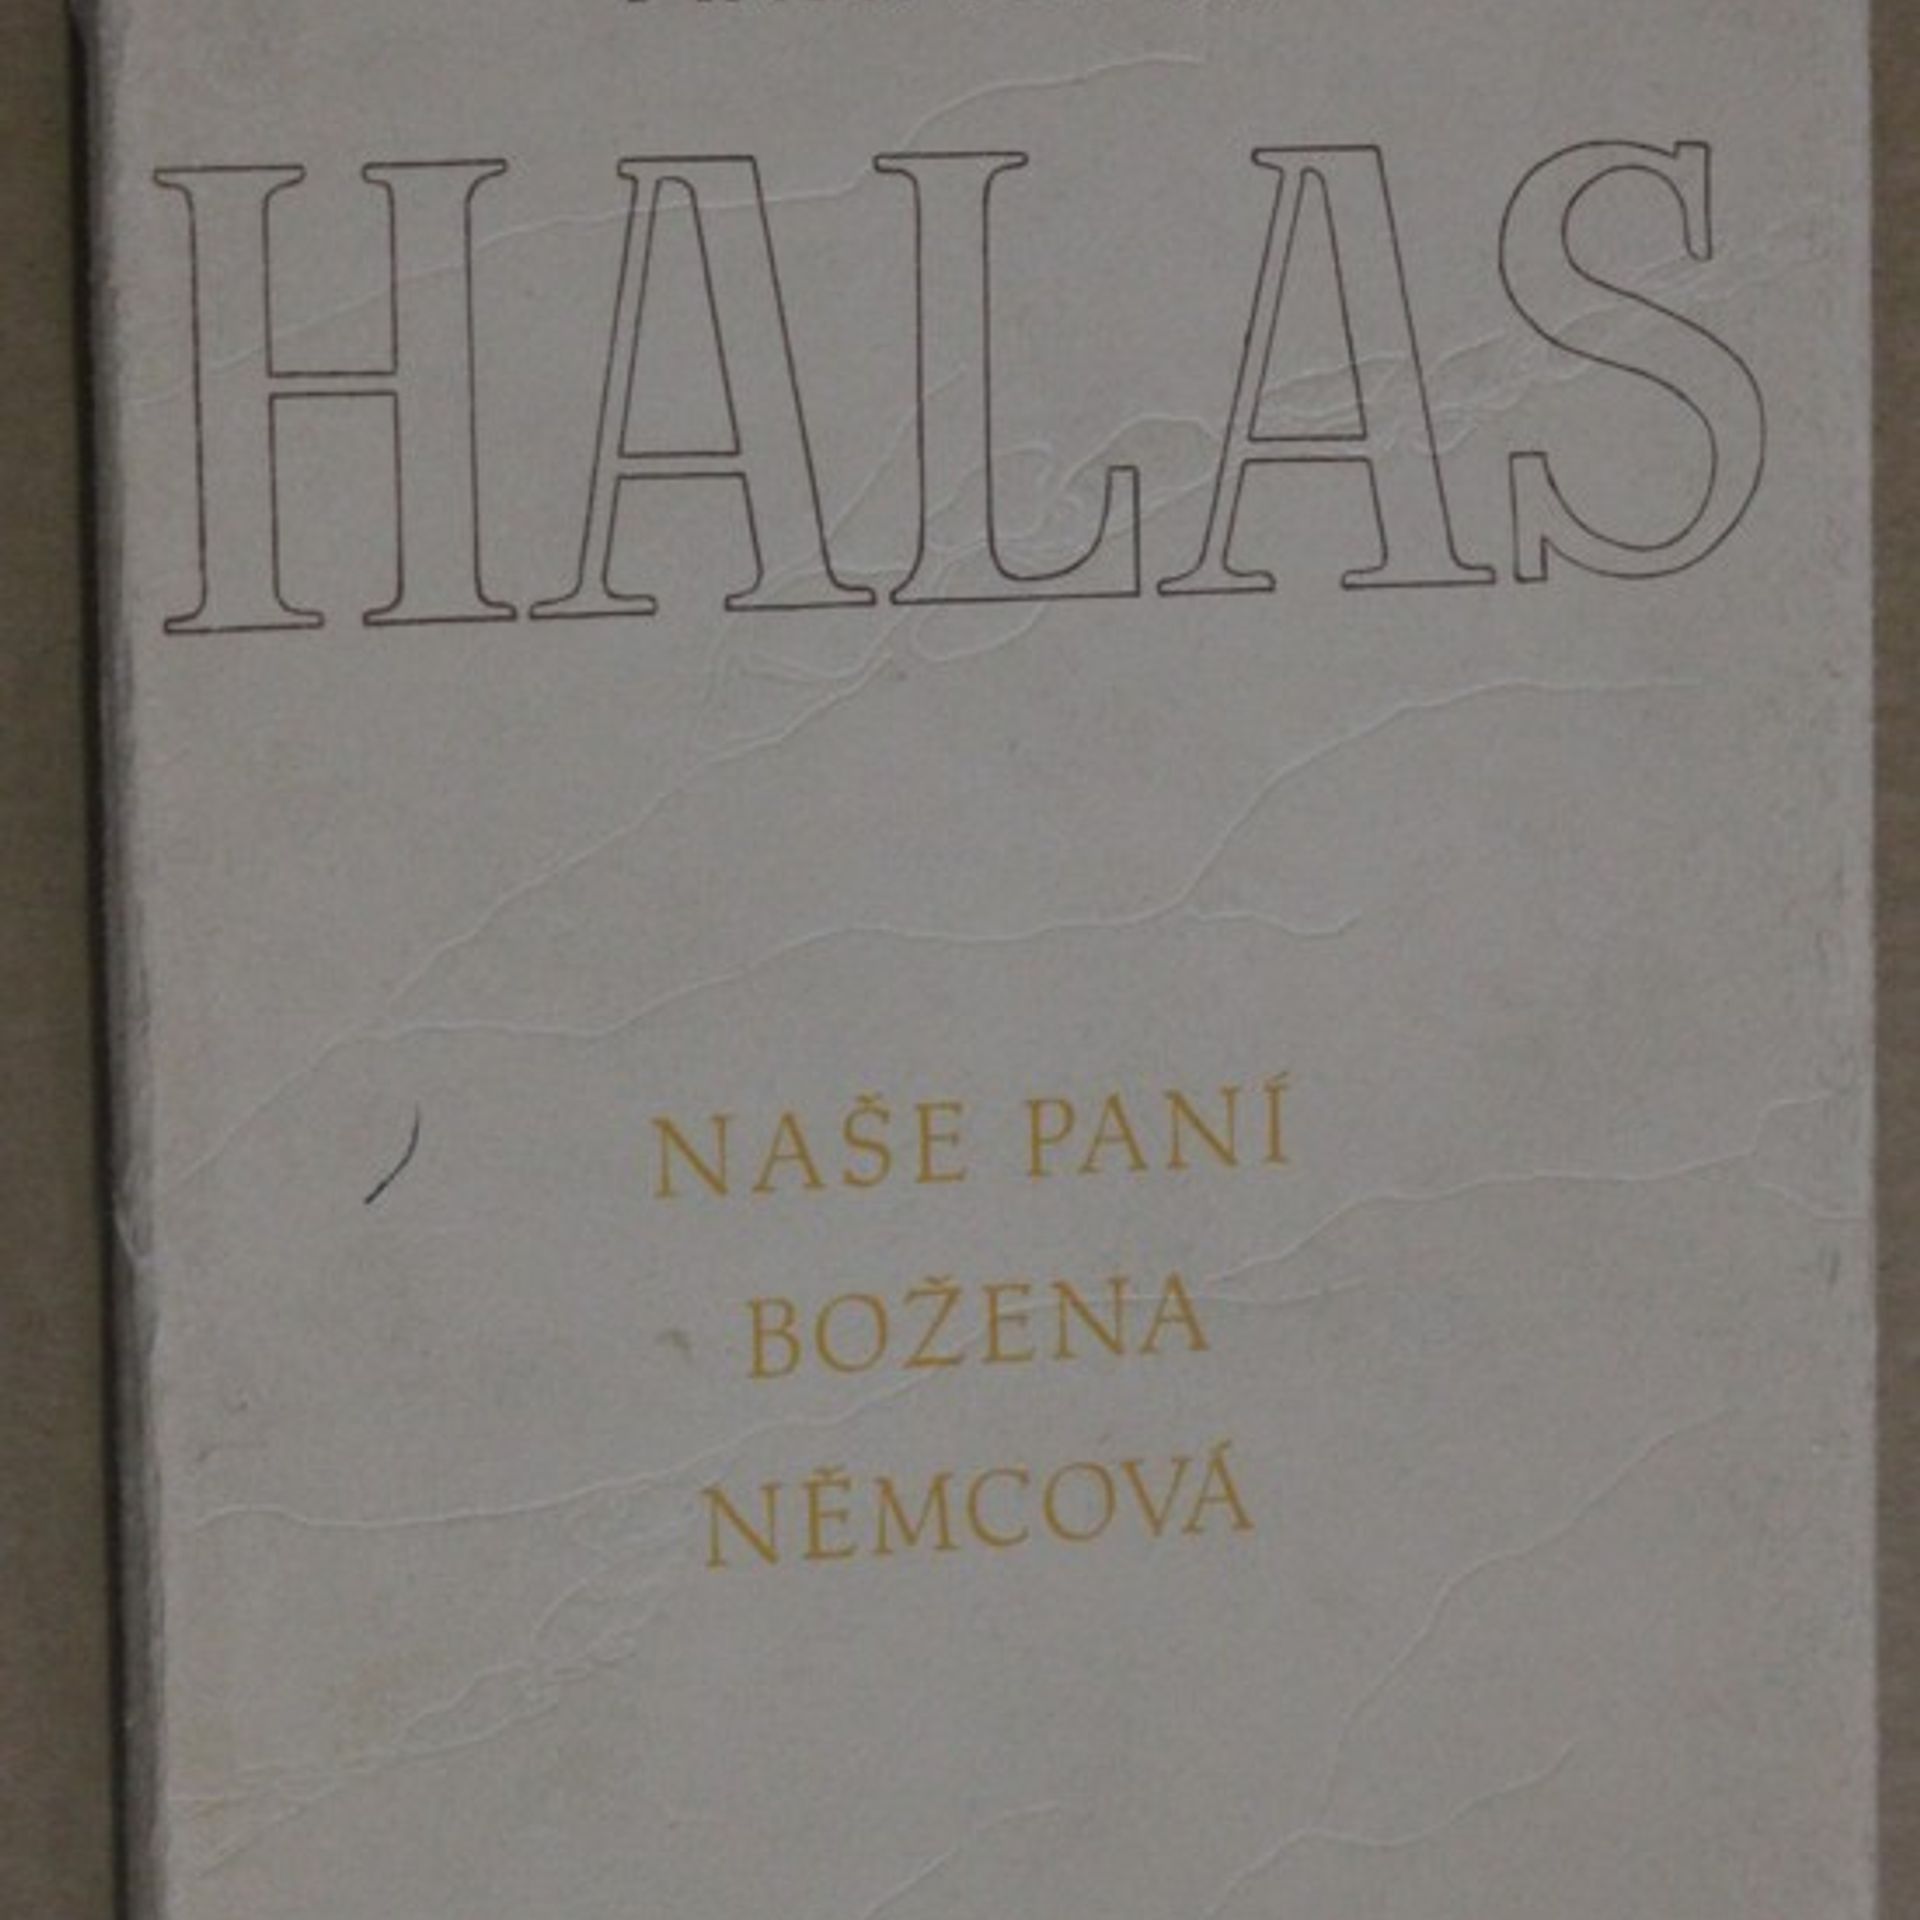 HALAS
NAŠE PANÍ
BOŽENA
NĚMCOVÁ